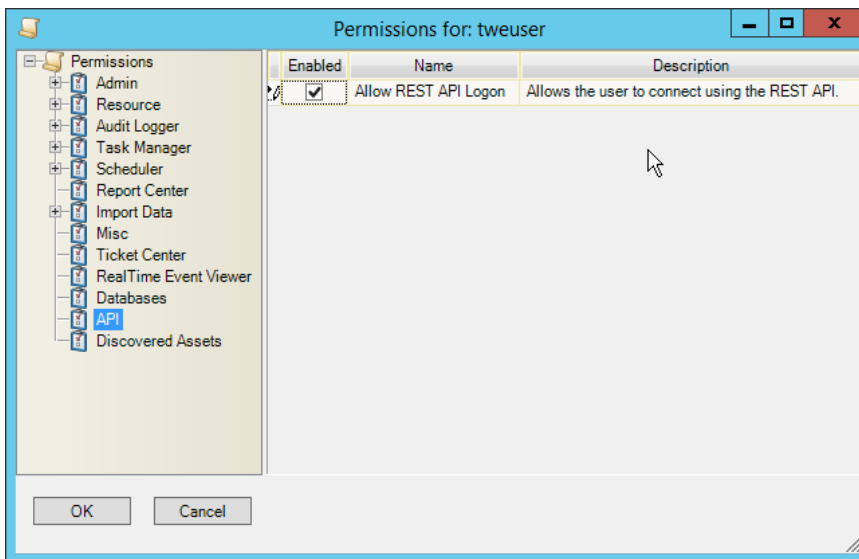 Permissions for: tweuser
Permissions
Admin
Resource
Audit Logger
Task Manager
Scheduler
Report Center
Import Data
Misc
Ticket Center
RealTime Event Viewer
Databases
API
Discovered Assets
Enabled Name Description
Allow REST API Logon Allows the user to connect using the REST API.
OK Cancel